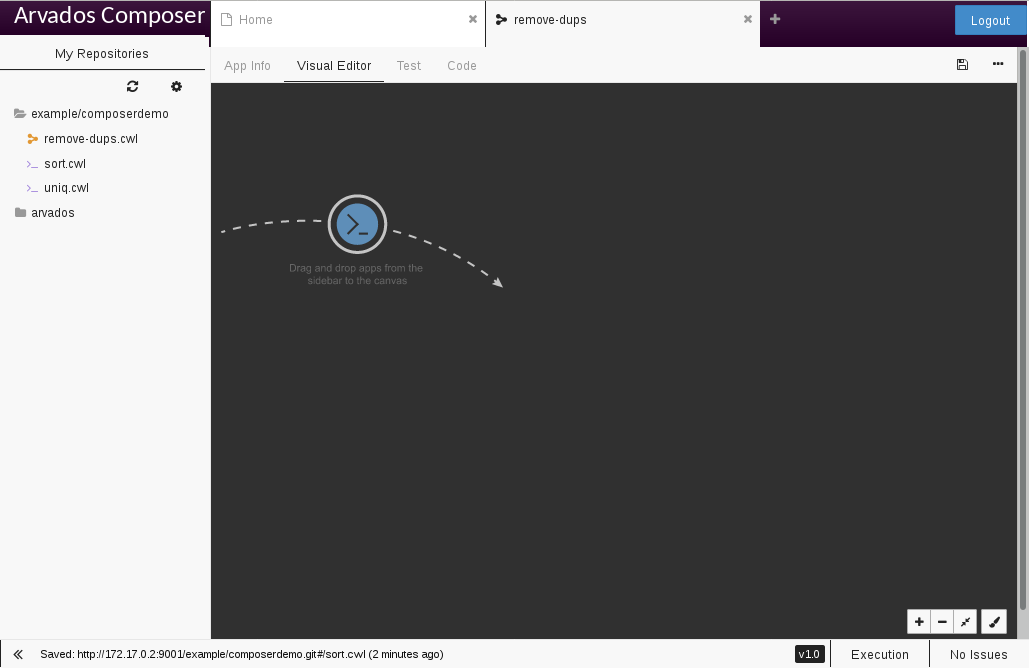 Arvados Composer
Home
remove-dups
Logout
My Repositories
App Info
Visual Editor
Test
Code
example/composerdemo
remove-dups.cwl
sort.cwl
uniq.cwl
arvados
Drag and drop apps from the
sidebar to the canvas
Saved: http://172.17.0.2:9001/example/composerdemo.git#/sort.cwl (2 minutes ago)
v1.0
Execution
No Issues